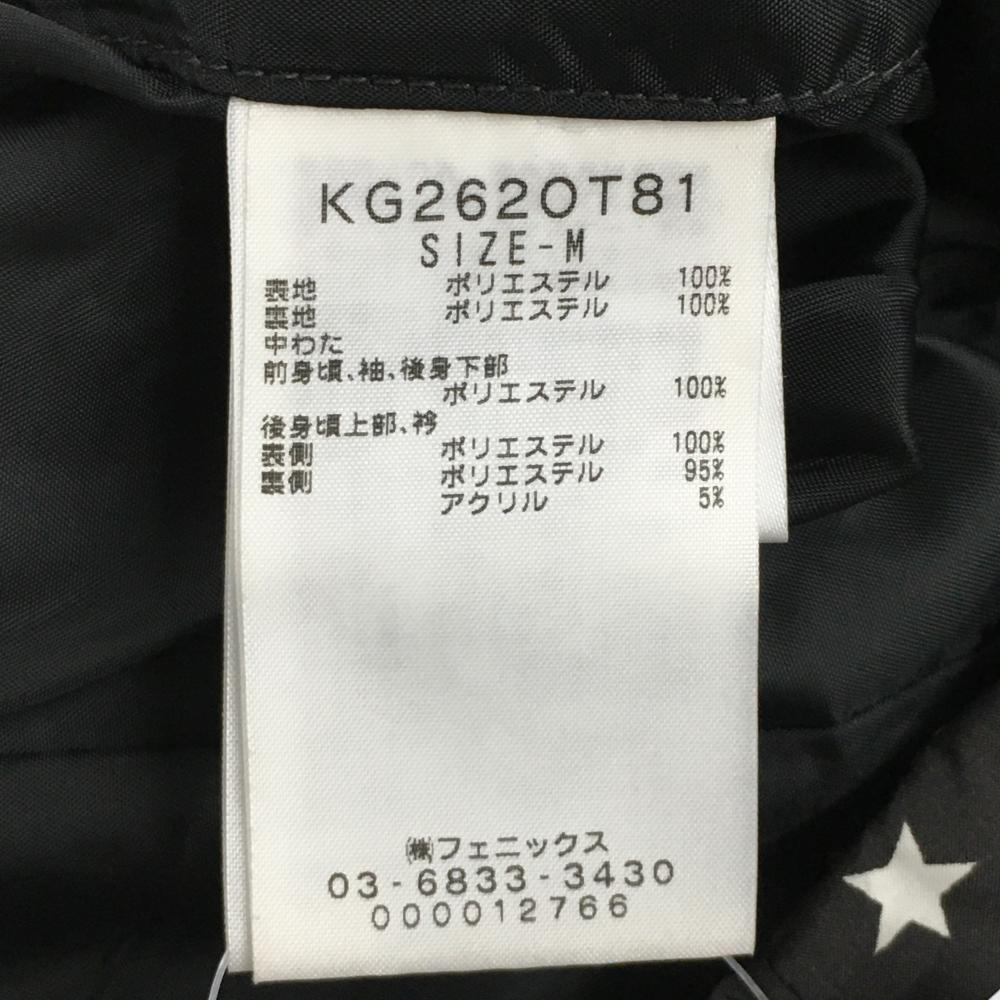 KG262OT81
SIZE-M
表地 ポリエステル 100%
裏地 ポリエステル 100%
中わた
前身頃、袖、後身下部
ポリエステル 100%
後身頃上部、衿
表側 ポリエステル 100%
裏側 ポリエステル 95%
アクリル 5%
㈱フェニックス
03-6833-3430
000012766